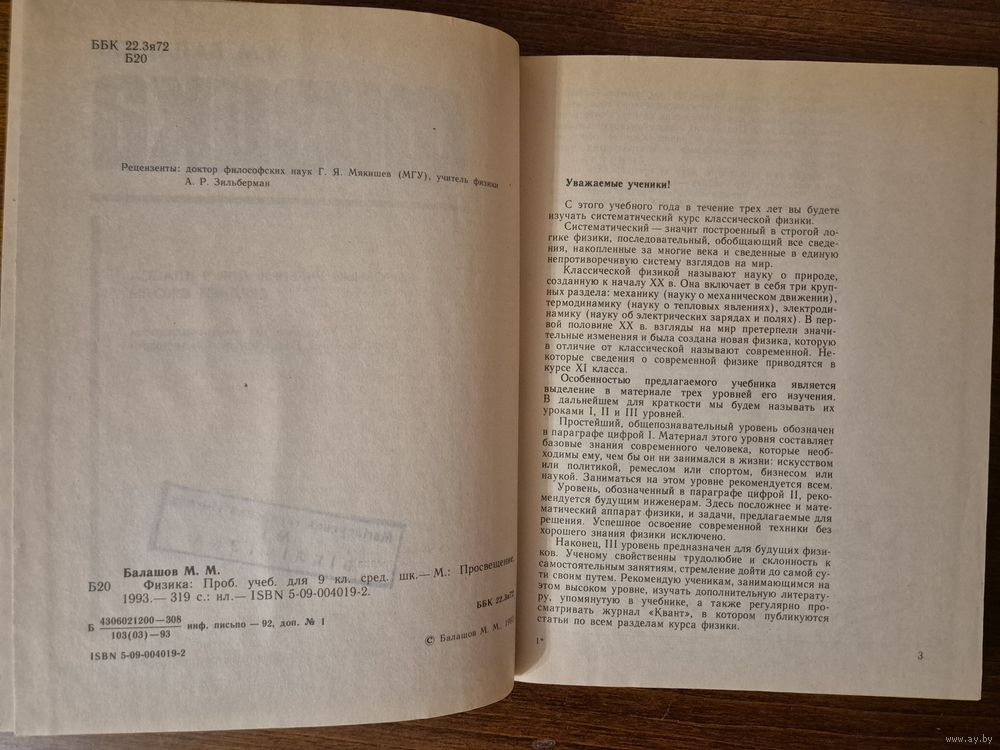 ББК 22.3я72
Б20
Рецензенты: доктор философских наук Г. Я. Мякишев (МГУ), учитель физики
А. Р. Зильберман
Балашов М. М.
Б20 Физика: Проб. учеб. для 9 кл. сред. шк.— М.: Просвещение,
1993.— 319 с.: ил.— ISBN 5-09-004019-2.
Б 4306021200—308
103(03)—93
инф. письмо — 92, доп. № 1
ББК 22.3я72
ISBN 5-09-004019-2
© Балашов М. М. 1993
Уважаемые ученики!
С этого учебного года в течение трех лет вы будете
изучать систематический курс классической физики.
Систематический — значит построенный в строгой ло-
гике физики, последовательный, обобщающий все сведе-
ния, накопленные за многие века и сведенные в единую
непротиворечивую систему взглядов на мир.
Классической физикой называют науку о природе,
созданную к началу XX в. Она включает в себя три круп-
ных раздела: механику (науку о механическом движении),
термодинамику (науку о тепловых явлениях), электроди-
намику (науку об электрических зарядах и полях). В пер-
вой половине XX в. взгляды на мир претерпели значи-
тельные изменения и была создана новая физика, которую
в отличие от классической называют современной. Не-
которые сведения о современной физике приводятся в
курсе XI класса.
Особенностью предлагаемого учебника является
выделение в материале трех уровней его изучения.
В дальнейшем для краткости мы будем называть их
уроками I, II и III уровней.
Простейший, общепознавательный уровень обозначен
в параграфе цифрой I. Материал этого уровня составляет
базовые знания современного человека, которые необ-
ходимы ему, чем бы он ни занимался в жизни: искусством
или политикой, ремеслом или спортом, бизнесом или
наукой. Заниматься на этом уровне рекомендуется всем.
Уровень, обозначенный в параграфе цифрой II, реко-
мендуется будущим инженерам. Здесь посложнее и мате-
матический аппарат физики, и задачи, предлагаемые для
решения. Успешное освоение современной техники без
хорошего знания физики исключено.
Наконец, III уровень предназначен для будущих физи-
ков. Ученому свойственны трудолюбие и склонность к
самостоятельным занятиям, стремление дойти до самой су-
ти своим путем. Рекомендую ученикам, занимающимся на
этом высоком уровне, изучать дополнительную литерату-
ру, упомянутую в учебнике, а также регулярно про-
сматривать журнал «Квант», в котором публикуются
статьи по всем разделам курса физики.
1*
3
www.ay.by